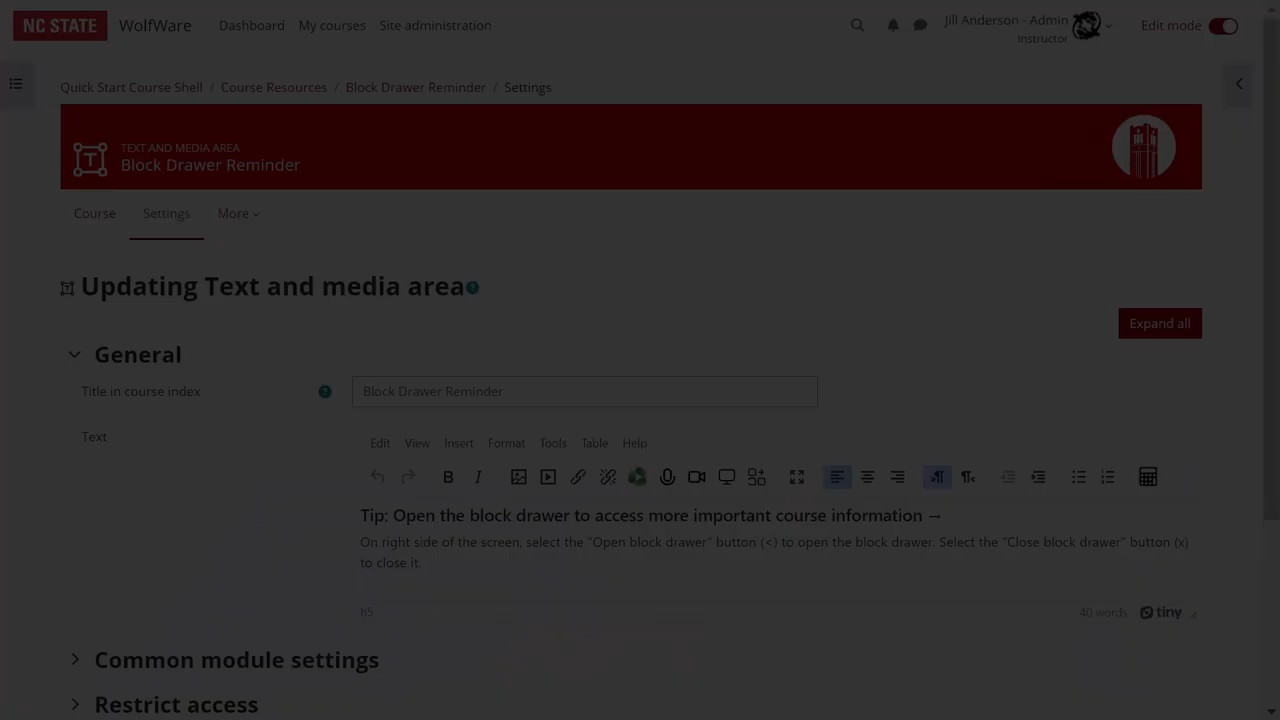 NC STATE WolfWare Dashboard My courses Site administration Jill Anderson - Admin Instructor Edit mode
Quick Start Course Shell / Course Resources / Block Drawer Reminder / Settings
TEXT AND MEDIA AREA
Block Drawer Reminder
Course Settings More
Updating Text and media area
Expand all
General
Title in course index Block Drawer Reminder
Text
Edit View Insert Format Tools Table Help
Tip: Open the block drawer to access more important course information →
On right side of the screen, select the "Open block drawer" button (<) to open the block drawer. Select the "Close block drawer" button (x)
to close it.
h5 40 words tiny
Common module settings
Restrict access